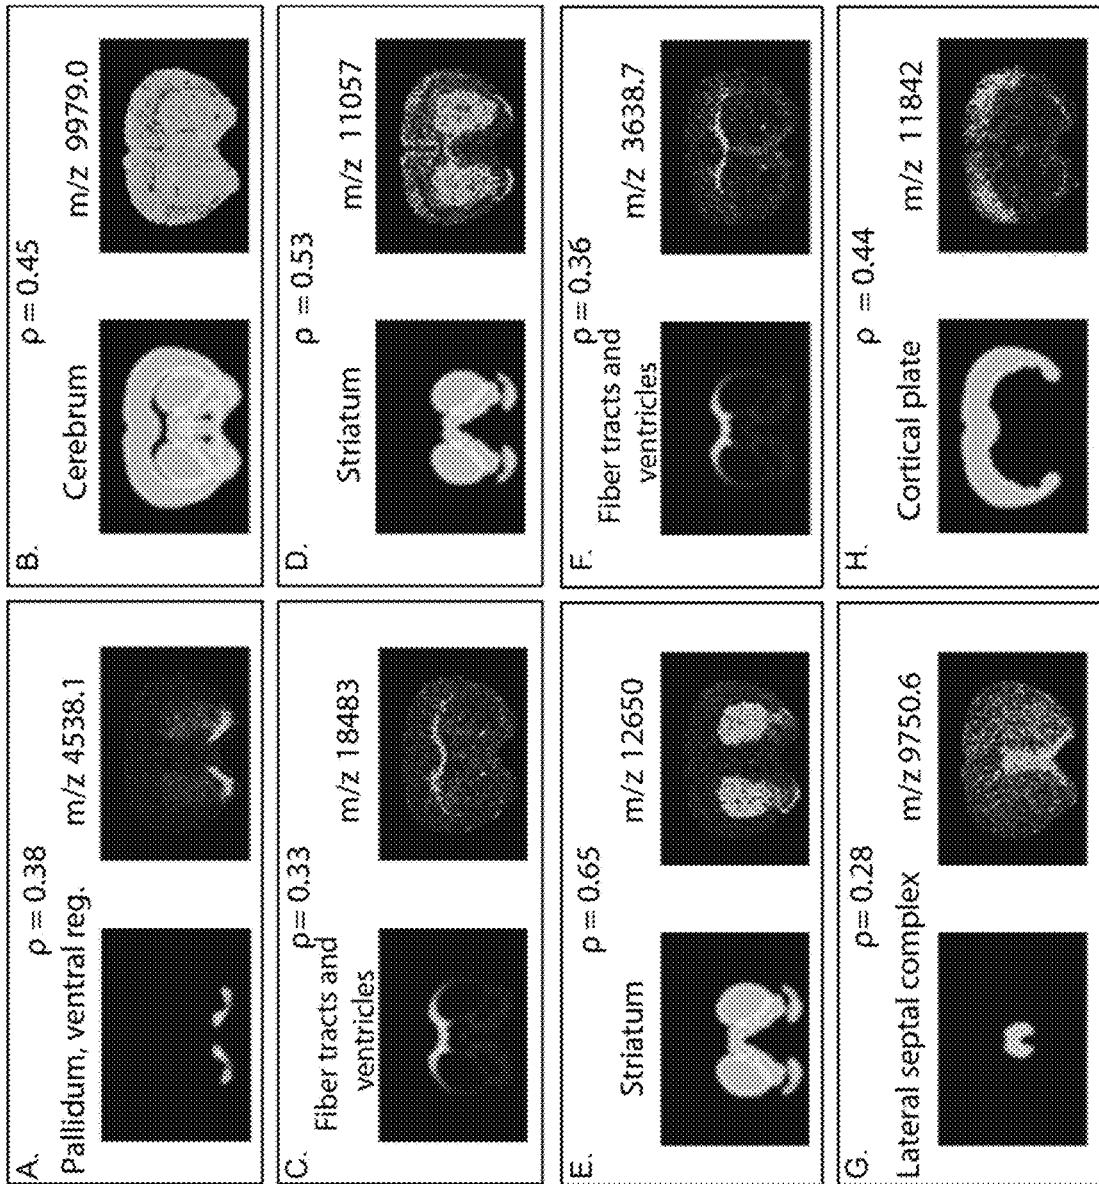 A.
ρ = 0.38
Pallidum, ventral reg.
m/z 4538.1
B.
ρ = 0.45
Cerebrum
m/z 9979.0
C.
ρ= 0.33
Fiber tracts and
ventricles
m/z 18483
D.
ρ = 0.53
Striatum
m/z 11057
E.
ρ = 0.65
Striatum
m/z 12650
F.
ρ = 0.36
Fiber tracts and
ventricles
m/z 3638.7
G.
ρ= 0.28
Lateral septal complex
m/z 9750.6
H.
ρ = 0.44
Cortical plate
m/z 11842